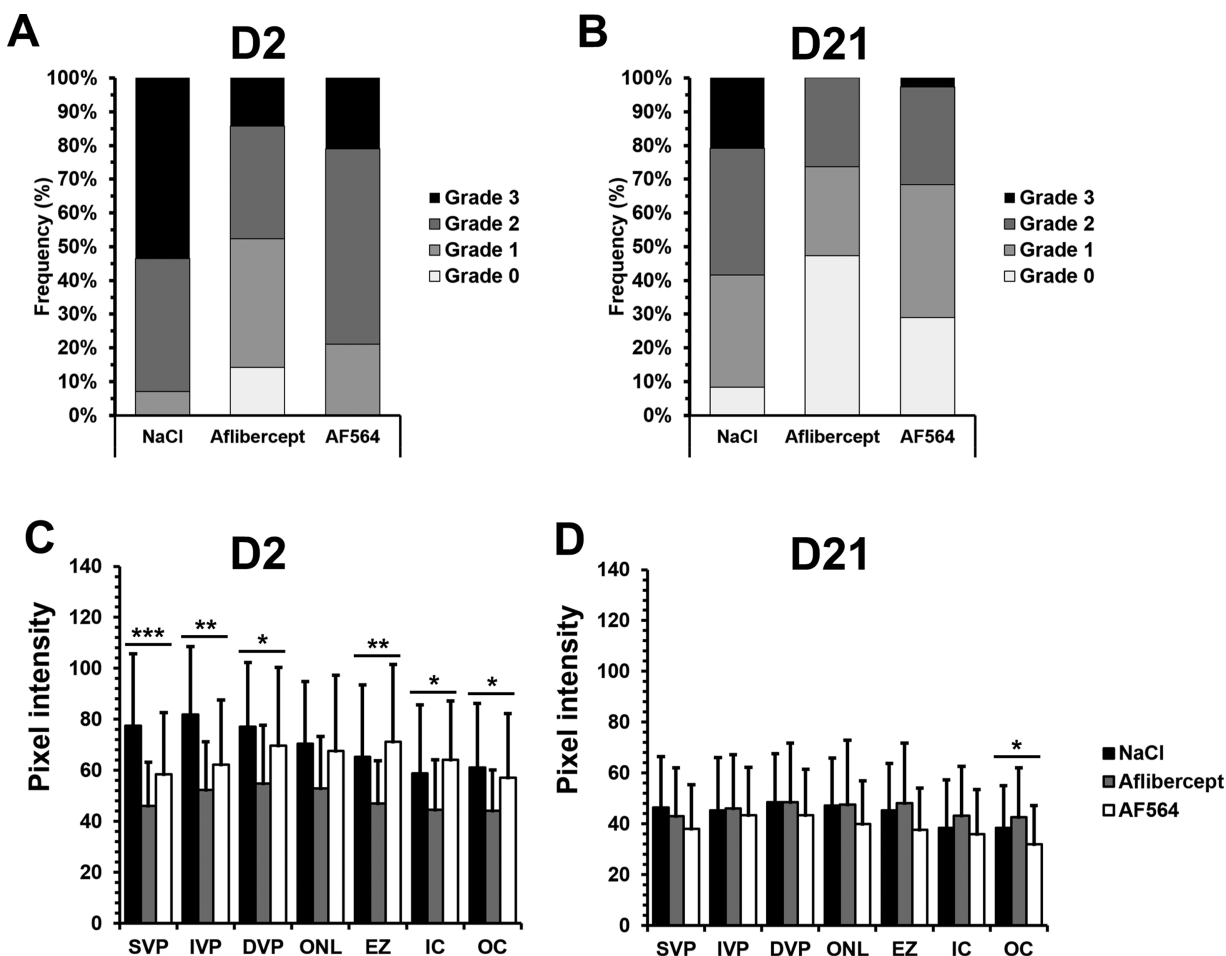 A
D2
Frequency (%)
100%
90%
80%
70%
60%
50%
40%
30%
20%
10%
0%
NaCl
Aflibercept
AF564
Grade 3
Grade 2
Grade 1
Grade 0
B
D21
Frequency (%)
100%
90%
80%
70%
60%
50%
40%
30%
20%
10%
0%
NaCl
Aflibercept
AF564
Grade 3
Grade 2
Grade 1
Grade 0
C
D2
Pixel intensity
140
120
100
80
60
40
20
0
***
**
*
**
*
*
SVP
IVP
DVP
ONL
EZ
IC
OC
D
D21
Pixel intensity
140
120
100
80
60
40
20
0
*
SVP
IVP
DVP
ONL
EZ
IC
OC
NaCl
Aflibercept
AF564